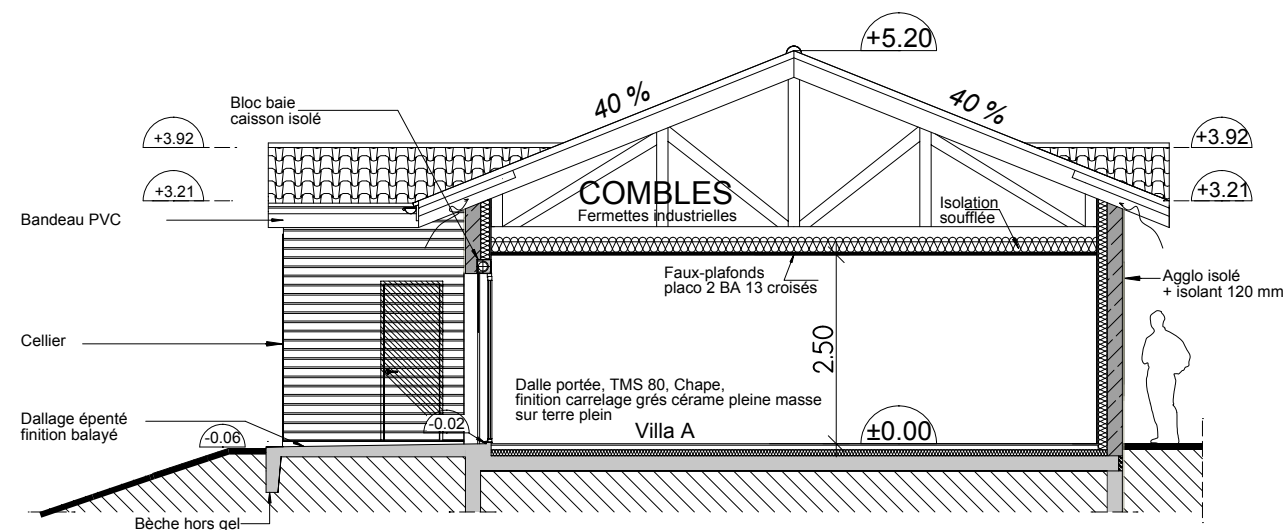 +5.20
40 %
40 %
Bloc baie
caisson isolé
+3.92
+3.92
+3.21
+3.21
COMBLES
Fermettes industrielles
Isolation
soufflée
Bandeau PVC
Faux-plafonds
placo 2 BA 13 croisés
Agglo isolé
+ isolant 120 mm
Cellier
2.50
Dalle portée, TMS 80, Chape,
finition carrelage grés cérame pleine masse
sur terre plein
Dallage épenté
finition balayé
-0.06
-0.02
Villa A
±0.00
Bèche hors gel